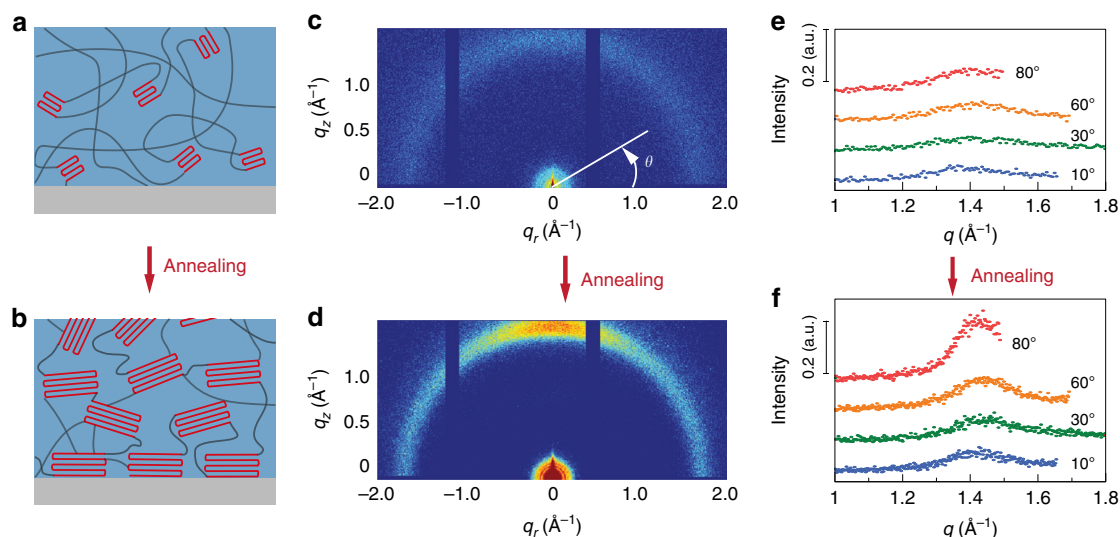 a
Annealing
b
c
1.0
0.5
0
q_z (Å⁻¹)
θ
−2.0 −1.0 0 1.0 2.0
q_r (Å⁻¹)
Annealing
d
1.0
0.5
0
q_z (Å⁻¹)
−2.0 −1.0 0 1.0 2.0
q_r (Å⁻¹)
e
Intensity
0.2 (a.u.)
80°
60°
30°
10°
1 1.2 1.4 1.6 1.8
q (Å⁻¹)
Annealing
f
Intensity
0.2 (a.u.)
80°
60°
30°
10°
1 1.2 1.4 1.6 1.8
q (Å⁻¹)